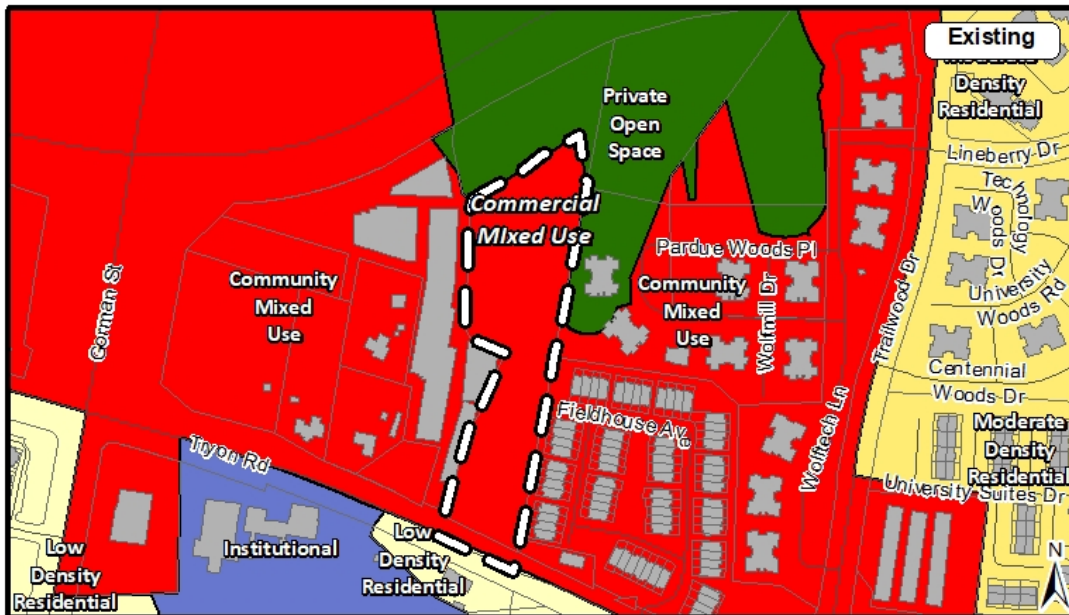 Existing
Moderate
Density
Residential
Private
Open
Space
Lineberry Dr
Technology
Woods Dr
Commercial
MIxed Use
Pardue Woods Pl
University
Woods Rd
Community
Mixed
Use
Community
Mixed
Use
Gorman St
Wolfmill Dr
Trailwood Dr
Centennial
Woods Dr
Fieldhouse Ave
Wolftech Ln
Moderate
Density
Residential
Tryon Rd
University Suites Dr
Low
Density
Residential
Institutional
Low
Density
Residential
N